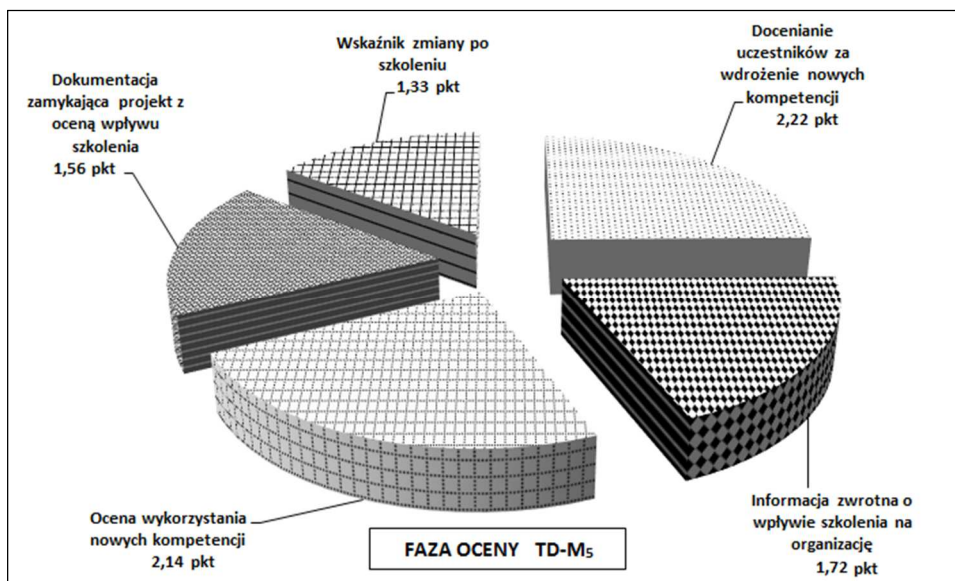 Wskaźnik zmiany po
szkoleniu
1,33 pkt
Docenianie
uczestników za
wdrożenie nowych
kompetencji
2,22 pkt
Dokumentacja
zamykająca projekt z
oceną wpływu
szkolenia
1,56 pkt
Ocena wykorzystania
nowych kompetencji
2,14 pkt
Informacja zwrotna o
wpływie szkolenia na
organizację
1,72 pkt
FAZA OCENY TD-M₅